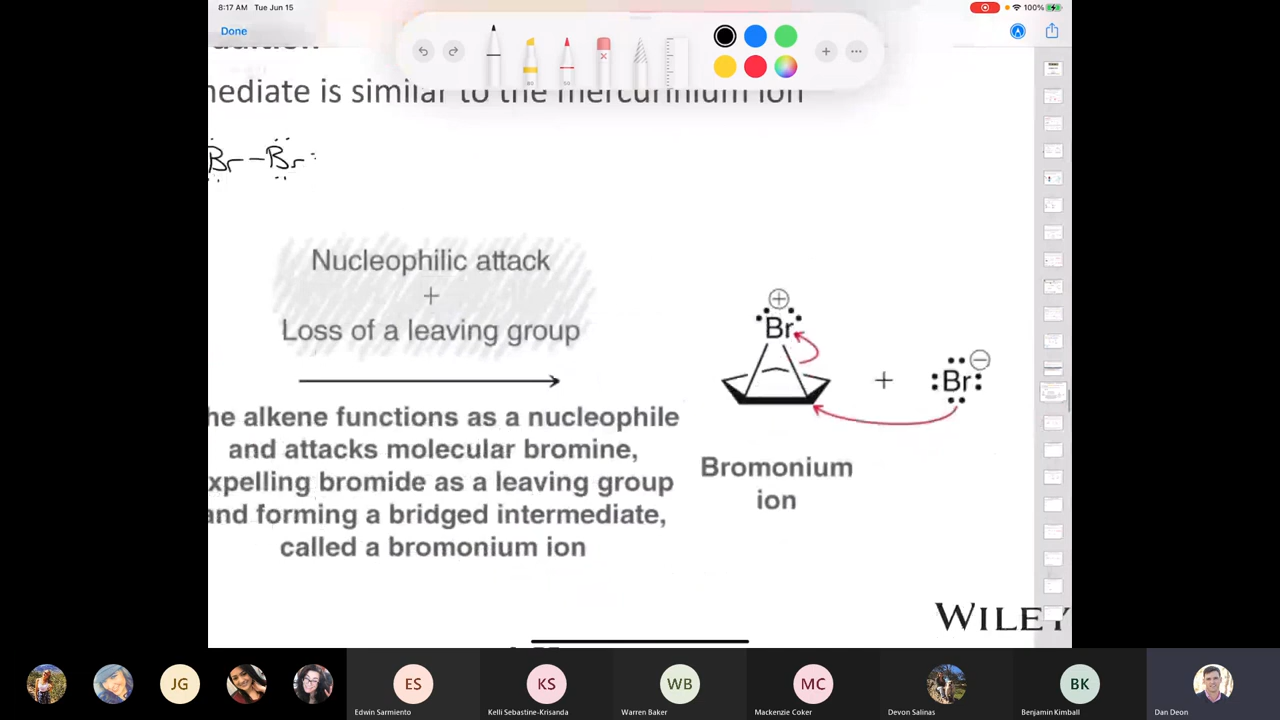 8:17 AM Tue Jun 15
100%
Done
mediate is similar to the mercurinium ion
Br-Br
Nucleophilic attack
+
Loss of a leaving group
he alkene functions as a nucleophile
and attacks molecular bromine,
xpelling bromide as a leaving group
and forming a bridged intermediate,
called a bromonium ion
Br
+
Br
Bromonium
ion
WILEY
JG
ES
KS
WB
MC
BK
Edwin Sarmiento
Kelli Sebastine-Krisanda
Warren Baker
Mackenzie Coker
Devon Salinas
Benjamin Kimball
Dan Deon